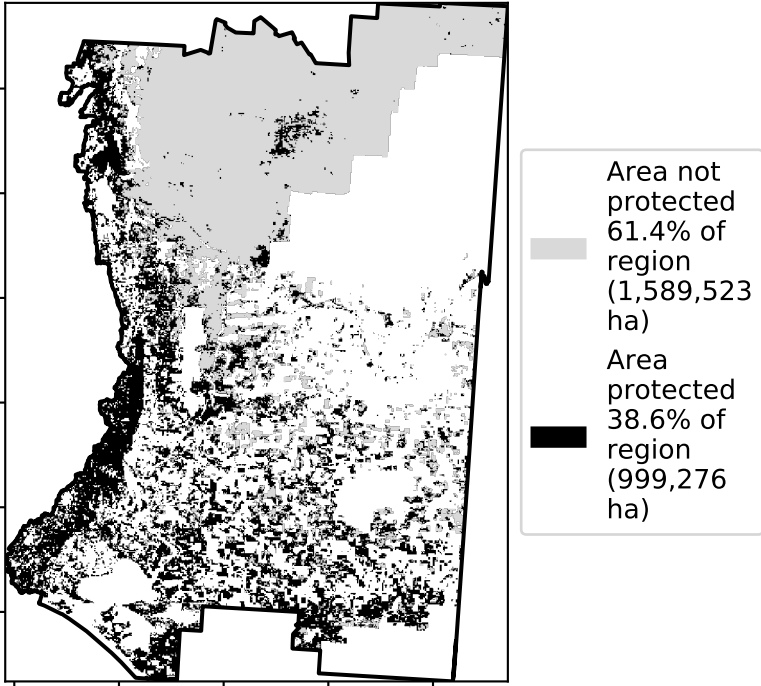 Area not
protected
61.4% of
region
(1,589,523
ha)
Area
protected
38.6% of
region
(999,276
ha)